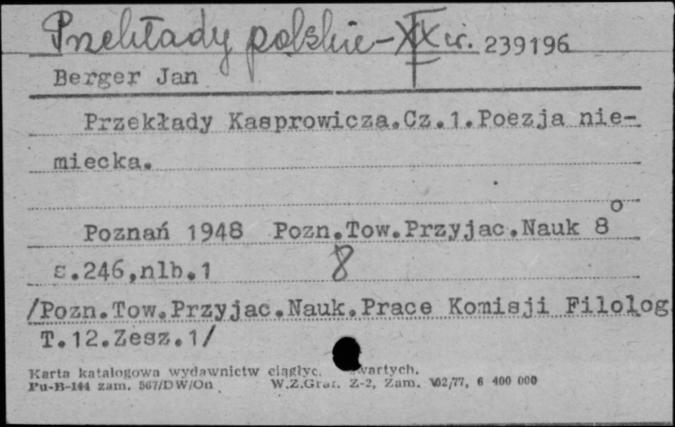 Przekłady polskie - XIX w. 239196
Berger Jan
Przekłady Kasprowicza.Cz.1.Poezja nie-
miecka.
Poznań 1948 Pozn.Tow.Przyjac.Nauk 8°
s.246,nlb.1 8
/Pozn.Tow.Przyjac.Nauk.Prace Komisji Filolog
T.12.Zesz.1/
Karta katalogowa wydawnictw ciągłyc. wartych.
Pu-B-144 zam. 567/DW/On W.Z.Graf. Z-2, Zam. 102/77, 6 400 000